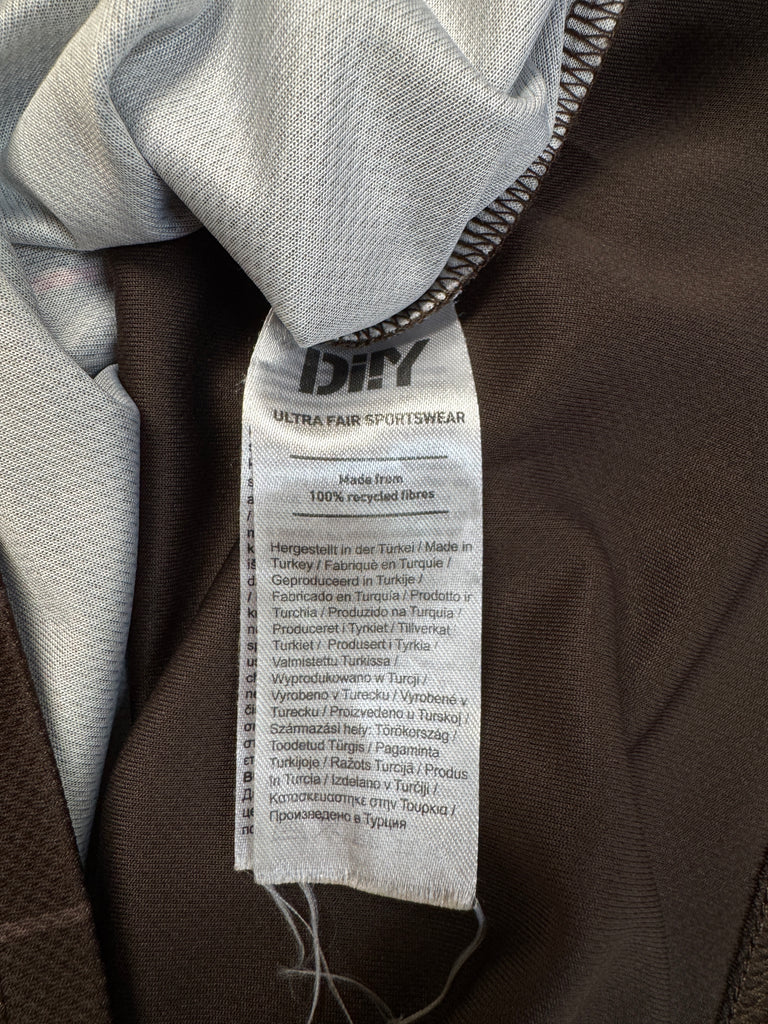 DIIY
ULTRA FAIR SPORTSWEAR
Made from
100% recycled fibres
Hergestellt in der Türkei / Made in
Turkey / Fabriqué en Turquie /
Geproduceerd in Turkije /
Fabricado en Turquía / Prodotto in
Turchia / Produzido na Turquia /
Produceret i Tyrkiet / Tillverkat
Turkiet / Produsert i Tyrkia /
Valmistettu Turkissa /
Wyprodukowano w Turcji /
Vyrobeno v Turecku / Vyrobené v
Turecku / Proizvedeno u Turskoj /
Származási hely: Törökország /
Toodetud Türgis / Pagaminta
Turkijoje / Ražots Turcijā / Produs
în Turcia / Izdelano v Turčiji /
Κατασκευαστηκε στην Τουρκια /
Произведено в Турция